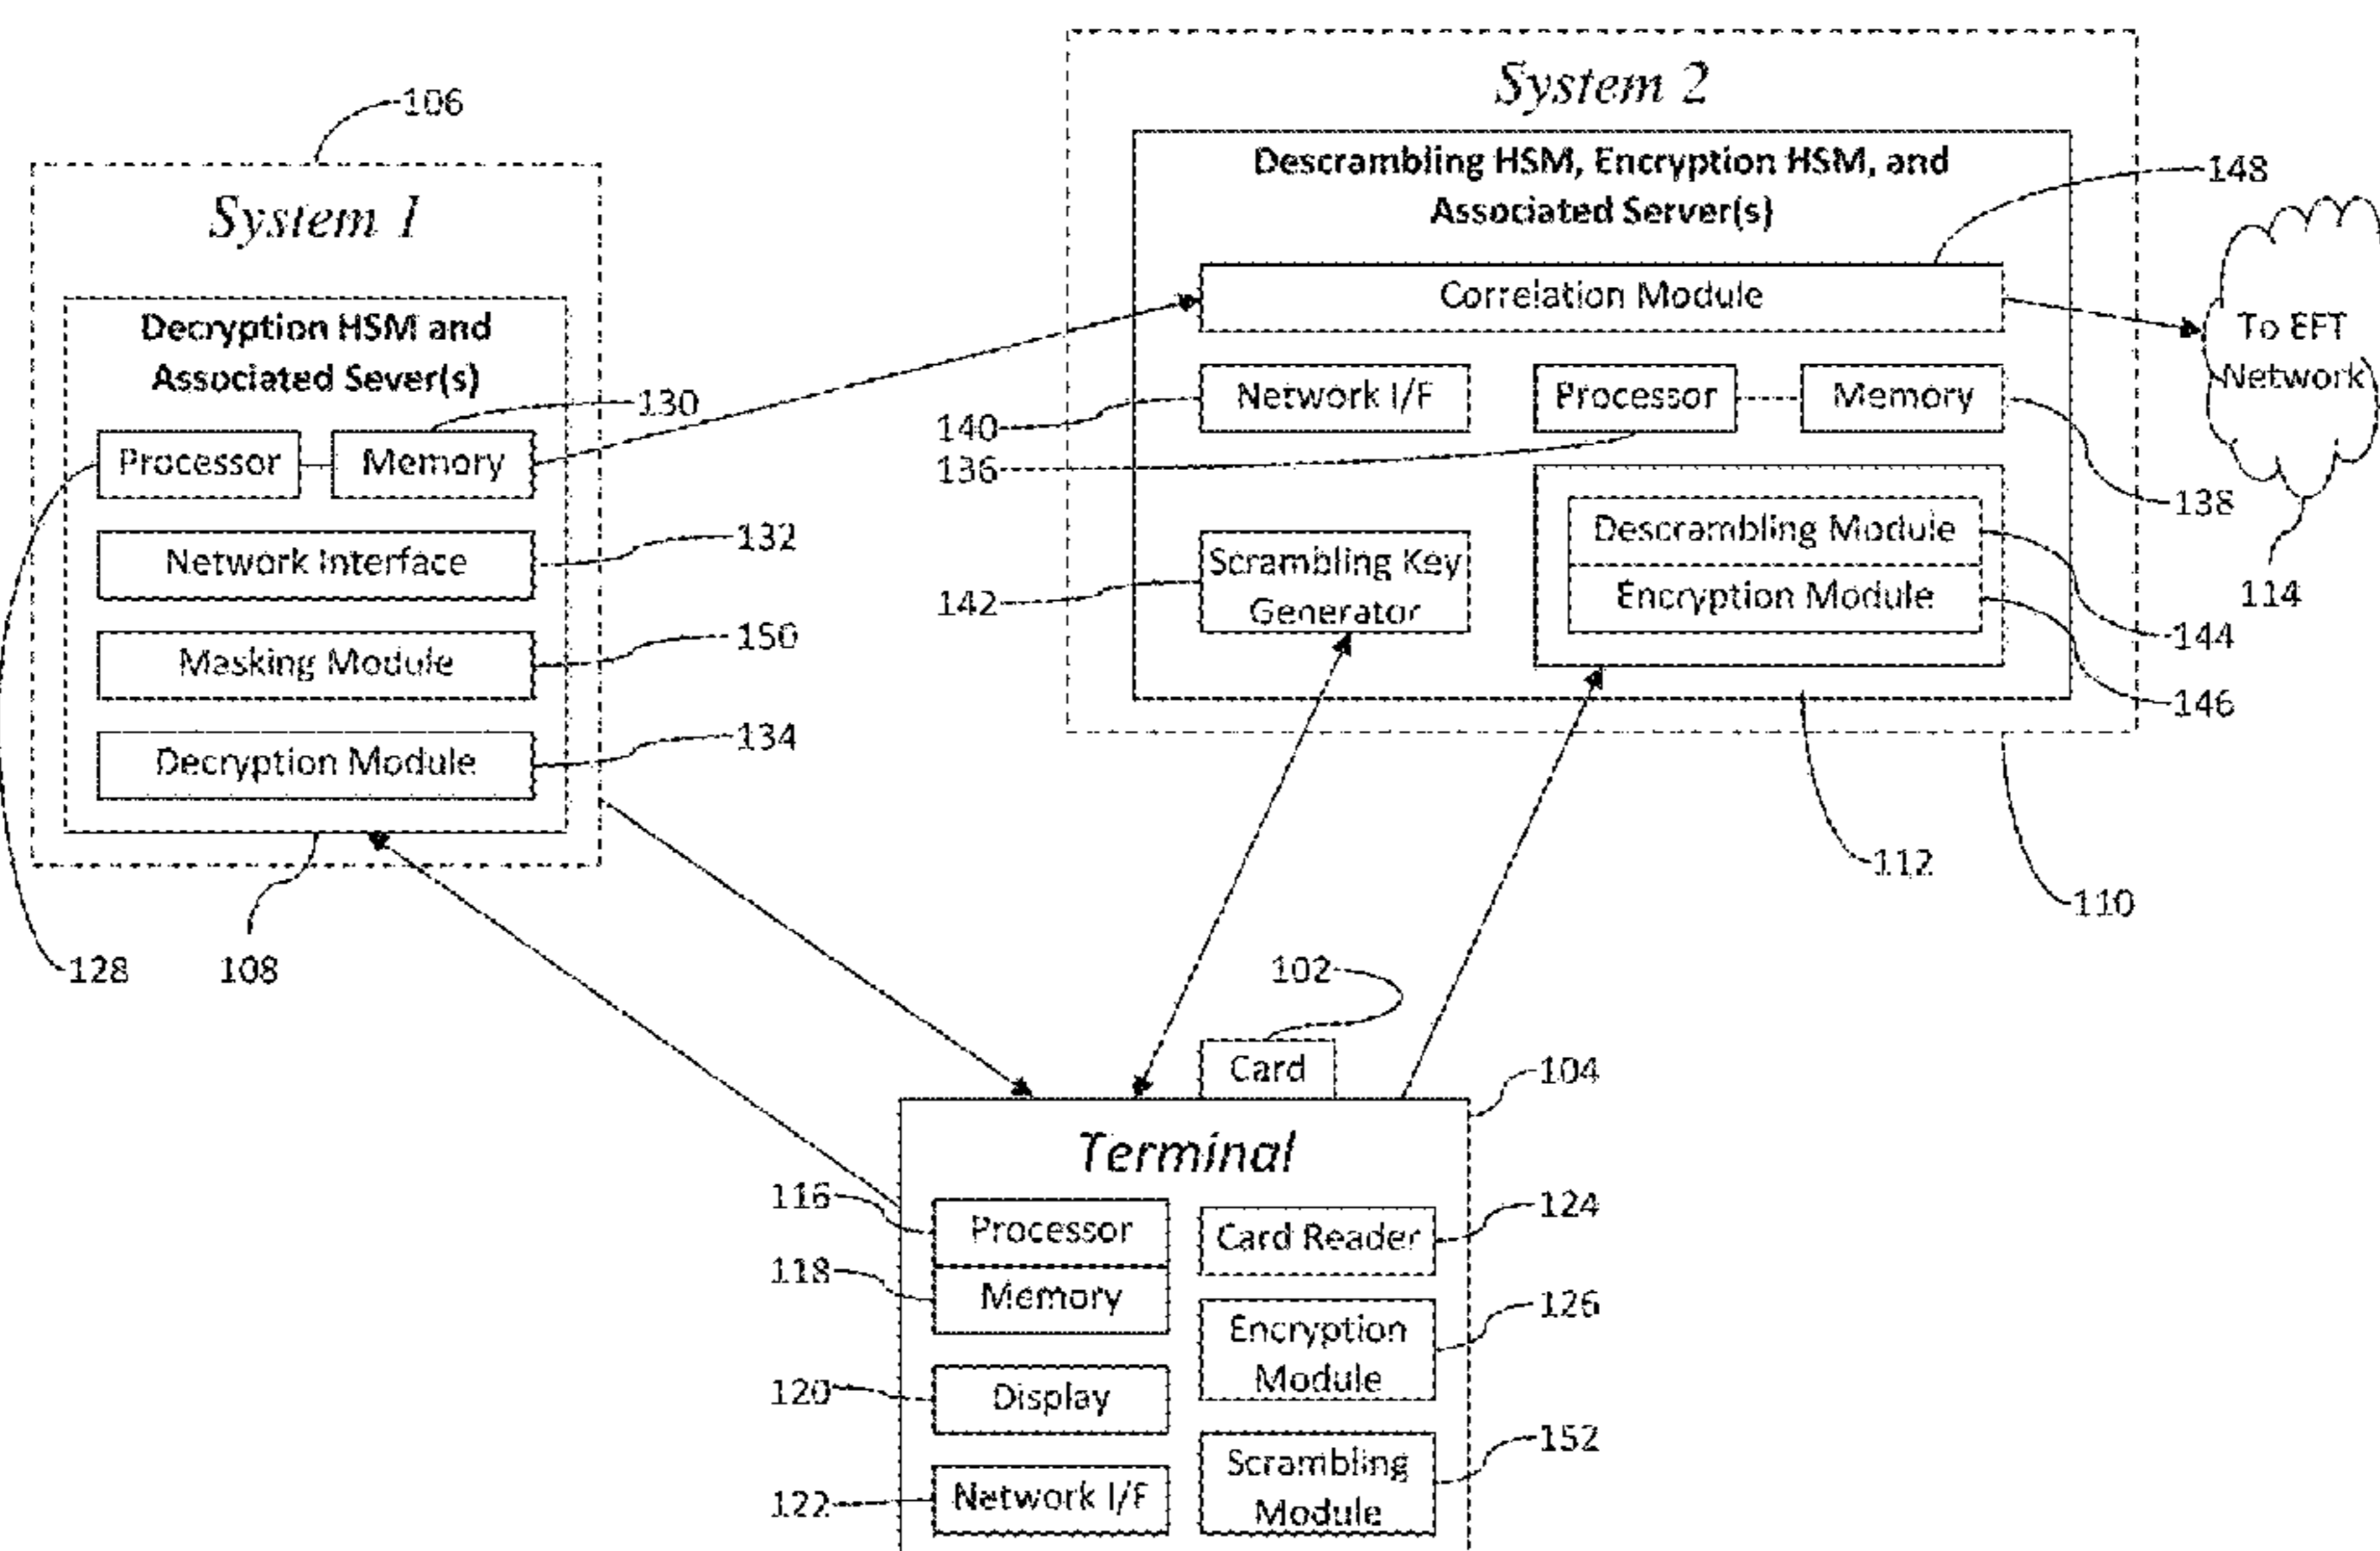 106
System 1
Decryption HSM and
Associated Sever(s)
130
Processor
Memory
Network Interface
132
Masking Module
150
Decryption Module
134
128
108
System 2
Descrambling HSM, Encryption HSM, and
Associated Server(s)
148
Correlation Module
To EFT
Network
140
Network I/F
Processor
Memory
136
138
114
142
Scrambling Key
Generator
Descrambling Module
Encryption Module
144
146
112
110
102
Card
104
Terminal
116
Processor
Card Reader
124
118
Memory
Encryption
Module
126
120
Display
Scrambling
Module
152
122
Network I/F